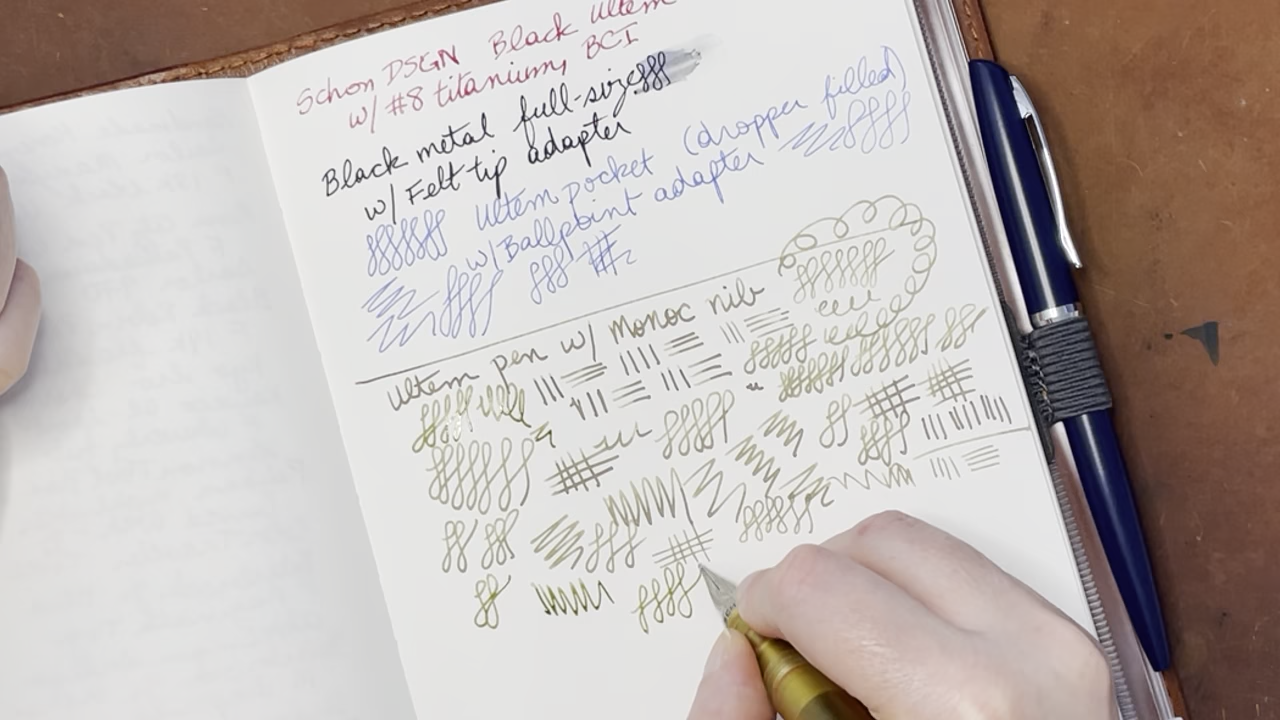 Schon DSGN Black Ultem
w/ #8 titanium, BCI
Black metal full-size
w/ Felt-tip adapter
Ultem pocket (dropper filled)
w/ Ballpoint adapter
Ultem pen w/ Monoc nib